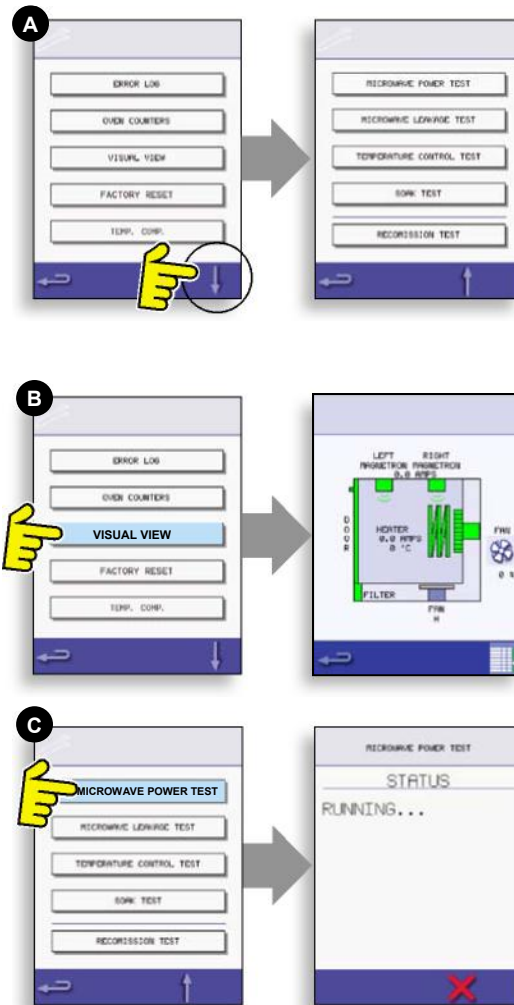 A
ERROR LOG
OVEN COUNTERS
VISUAL VIEW
FACTORY RESET
TEMP. COMP.
MICROWAVE POWER TEST
MICROWAVE LEAKAGE TEST
TEMPERATURE CONTROL TEST
SOAK TEST
RECOMISSION TEST
B
ERROR LOG
OVEN COUNTERS
VISUAL VIEW
FACTORY RESET
TEMP. COMP.
LEFT RIGHT
MAGNETRON MAGNETRON
0.0 AMPS
DOOR
HEATER
0.0 AMPS
0 °C
FAN
0 %
FILTER
FAN
H
C
MICROWAVE POWER TEST
MICROWAVE LEAKAGE TEST
TEMPERATURE CONTROL TEST
SOAK TEST
RECOMISSION TEST
MICROWAVE POWER TEST
STATUS
RUNNING...